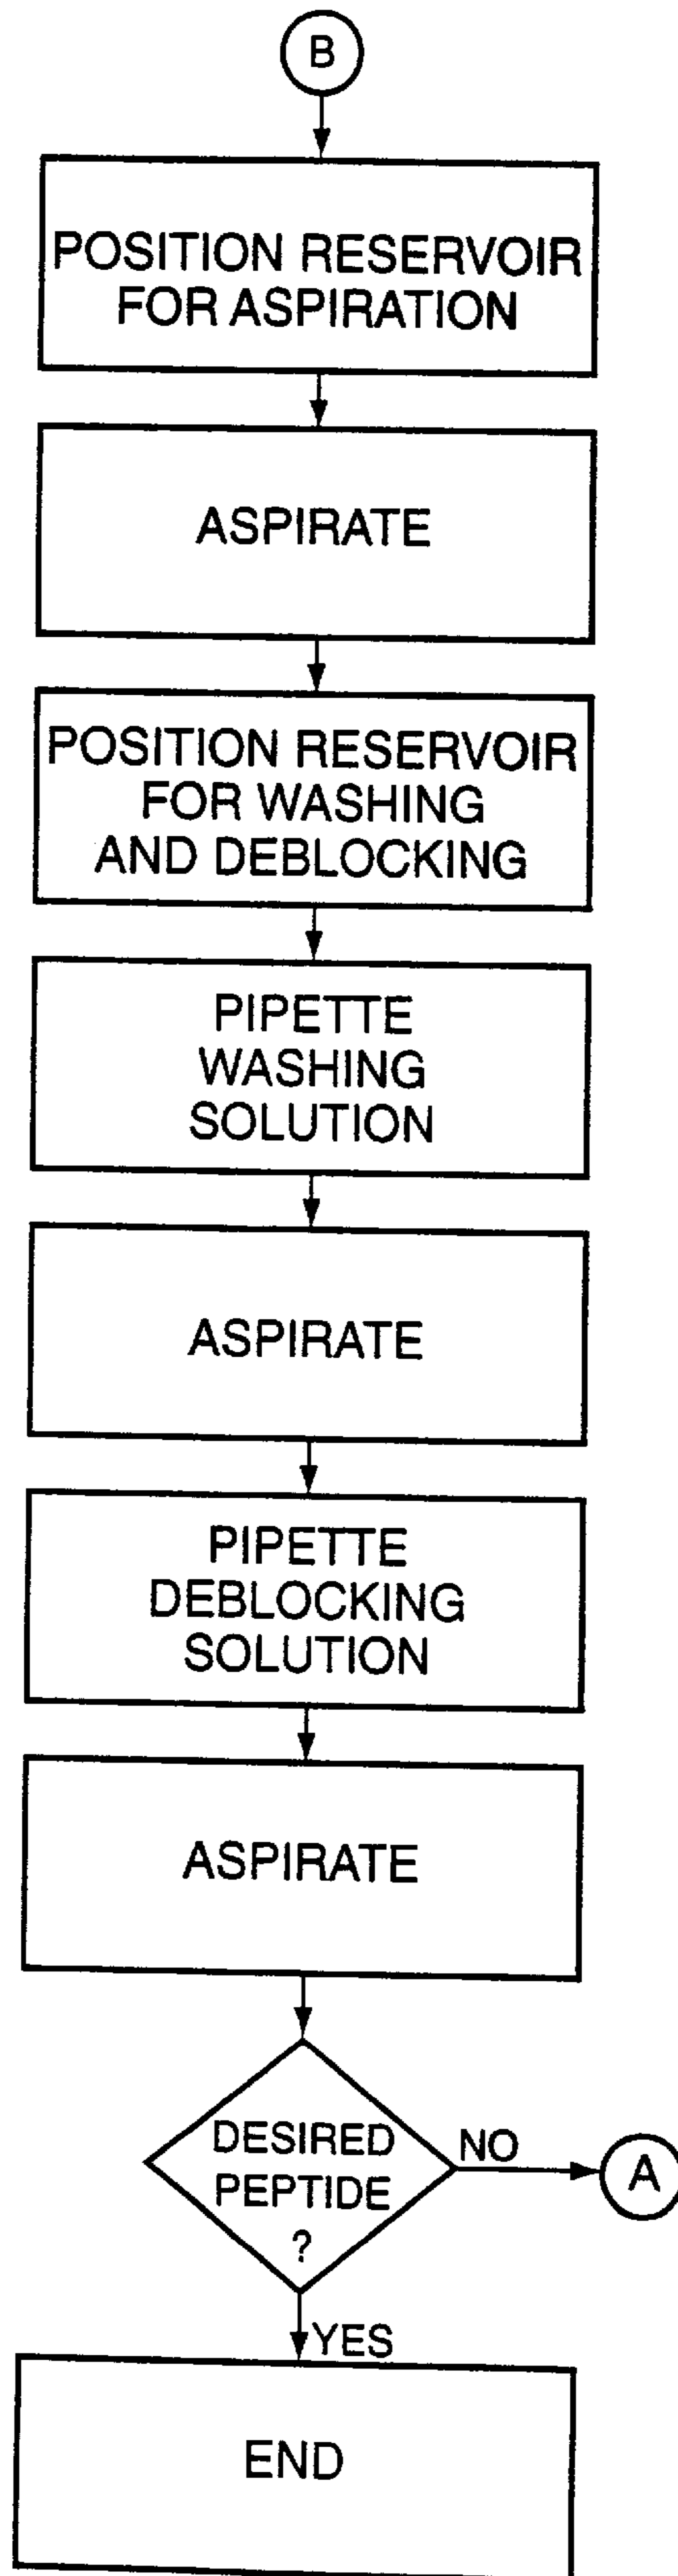 B
POSITION RESERVOIR
FOR ASPIRATION
ASPIRATE
POSITION RESERVOIR
FOR WASHING
AND DEBLOCKING
PIPETTE
WASHING
SOLUTION
ASPIRATE
PIPETTE
DEBLOCKING
SOLUTION
ASPIRATE
DESIRED
PEPTIDE
?
NO
A
YES
END